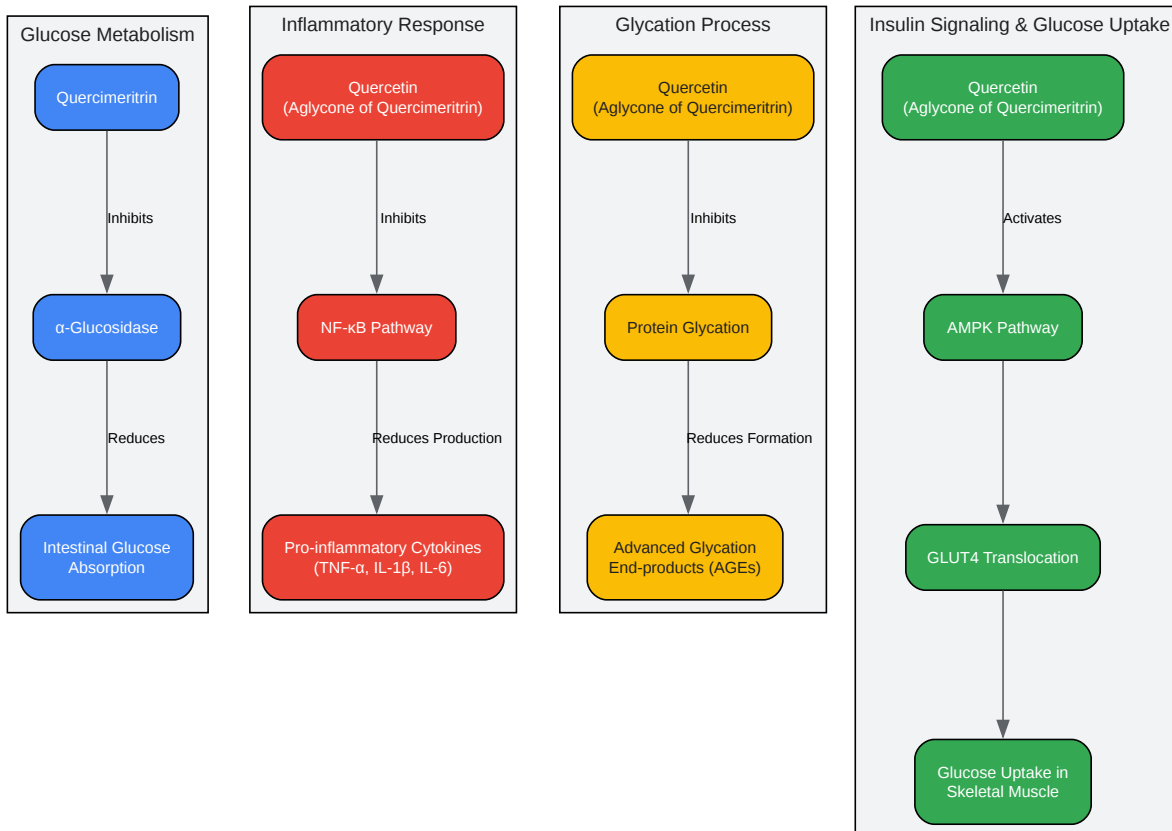 Glucose Metabolism
Quercimeritrin
Inhibits
α-Glucosidase
Reduces
Intestinal Glucose
Absorption
Inflammatory Response
Quercetin
(Aglycone of Quercimeritrin)
Inhibits
NF-κB Pathway
Reduces Production
Pro-inflammatory Cytokines
(TNF-α, IL-1β, IL-6)
Glycation Process
Quercetin
(Aglycone of Quercimeritrin)
Inhibits
Protein Glycation
Reduces Formation
Advanced Glycation
End-products (AGEs)
Insulin Signaling & Glucose Uptake
Quercetin
(Aglycone of Quercimeritrin)
Activates
AMPK Pathway
GLUT4 Translocation
Glucose Uptake in
Skeletal Muscle